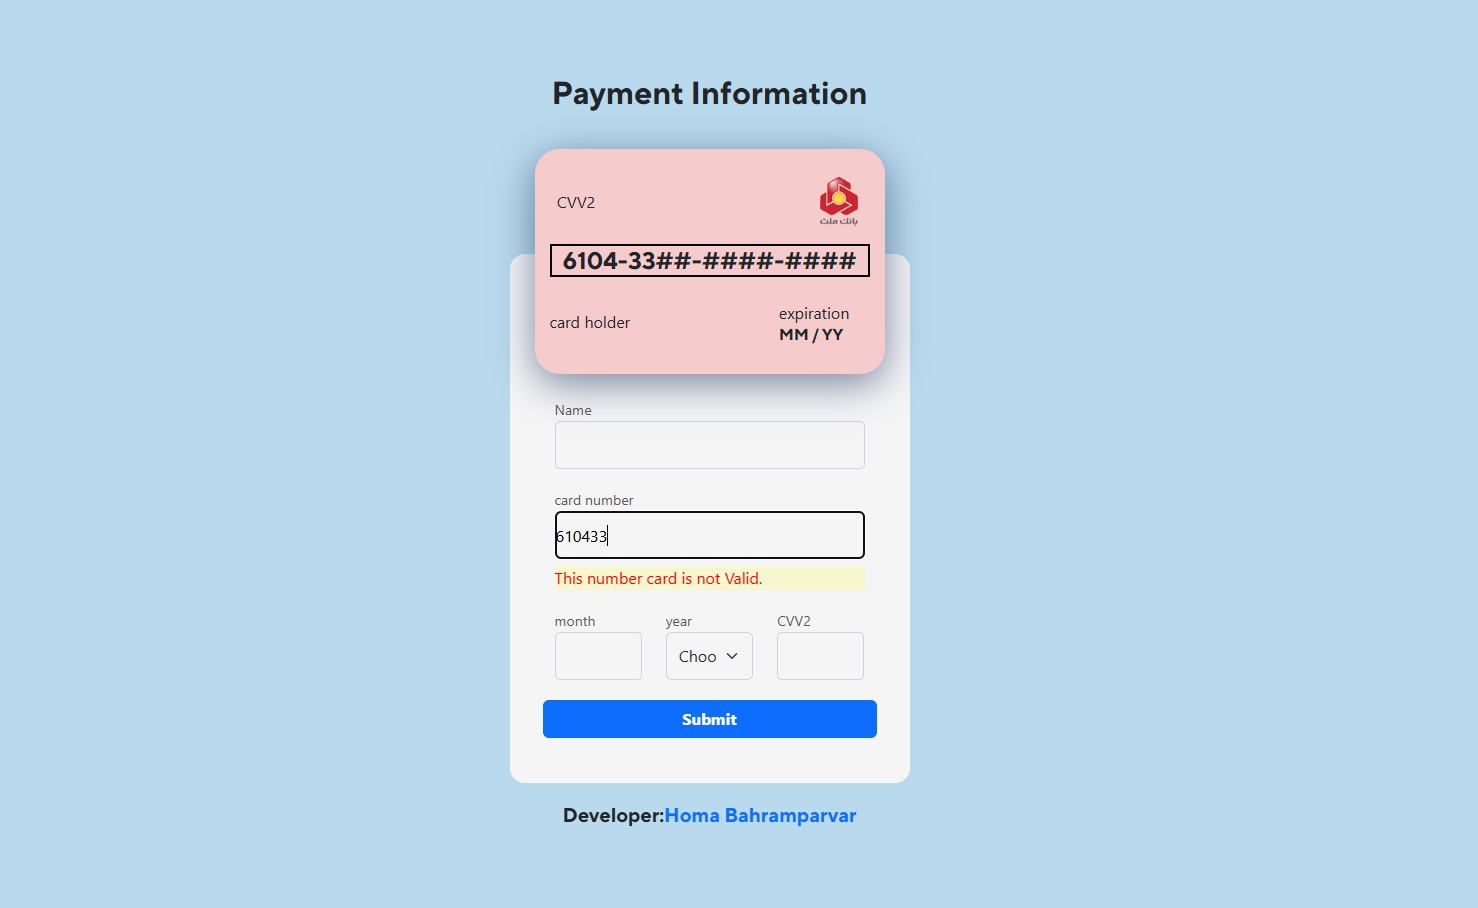 Payment Information
CVV2
بانك ملت
6104-33##-####-####
card holder
expiration
MM / YY
Name
card number
610433
This number card is not Valid.
month
year
CVV2
Choo
Submit
Developer:Homa Bahramparvar